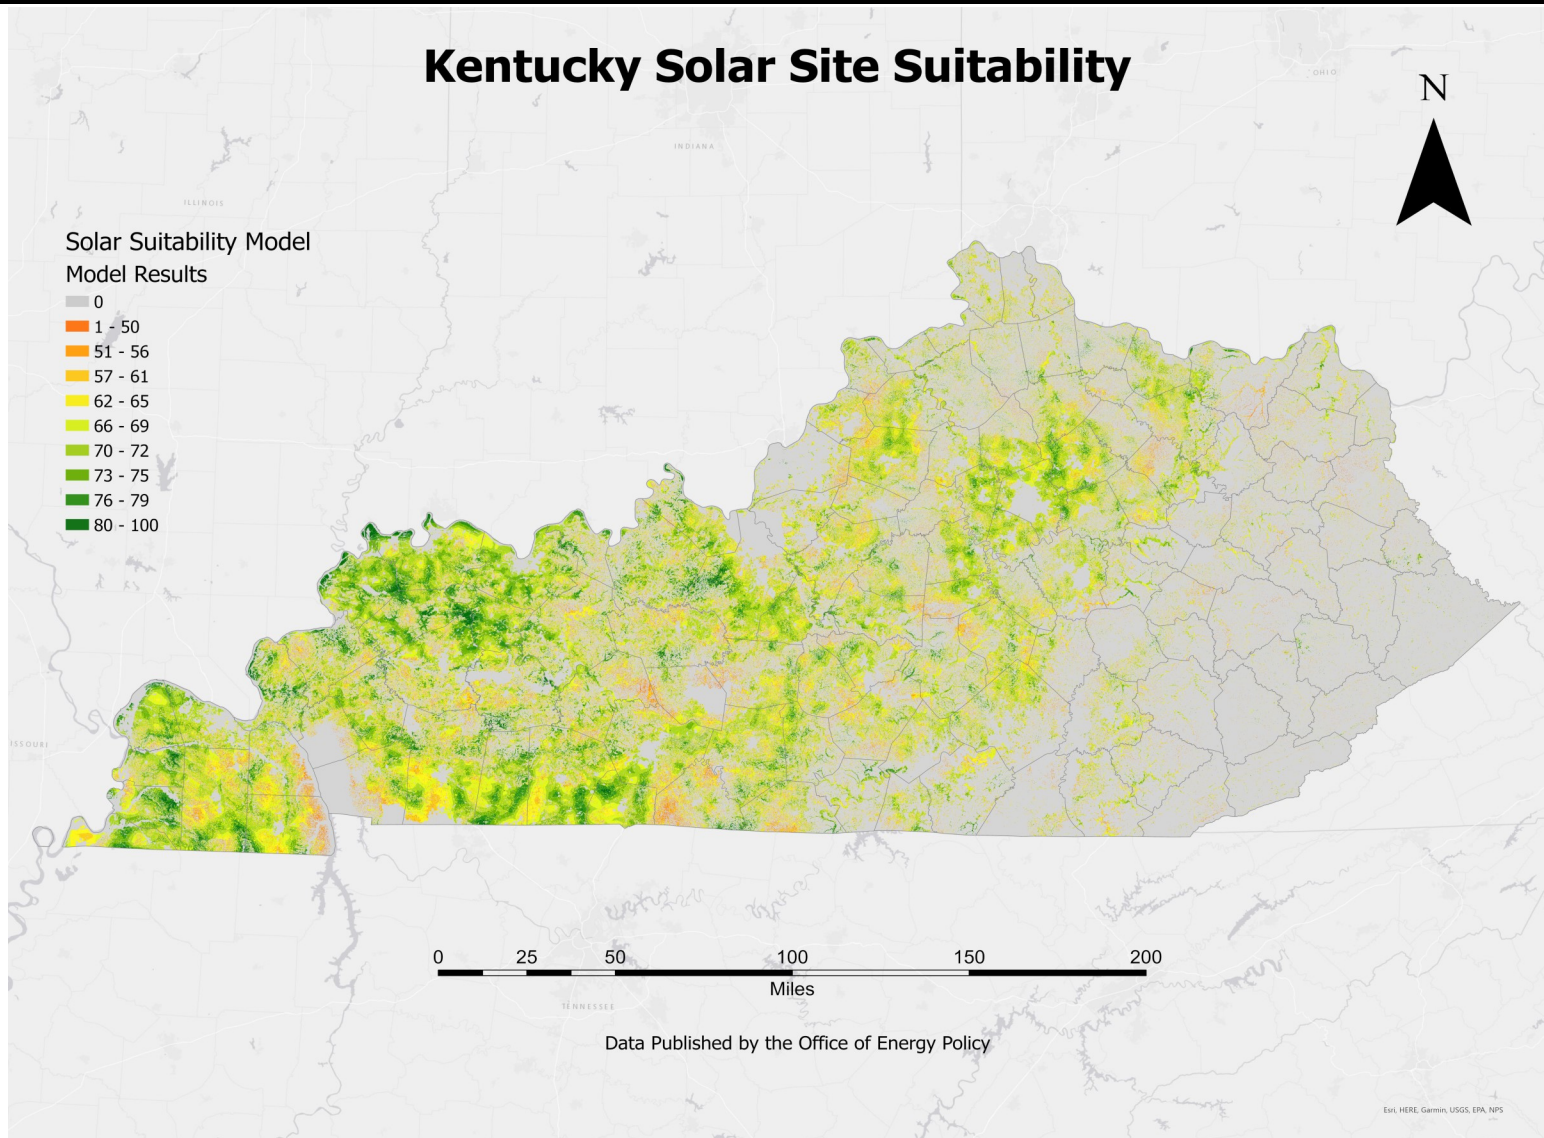 Kentucky Solar Site Suitability
OHIO
N
INDIANA
ILLINOIS
Solar Suitability Model
Model Results
0
1 - 50
51 - 56
57 - 61
62 - 65
66 - 69
70 - 72
73 - 75
76 - 79
80 - 100
ISSOURI
0 25 50 100 150 200
Miles
TENNESSEE
Data Published by the Office of Energy Policy
Esri, HERE, Garmin, USGS, EPA, NPS